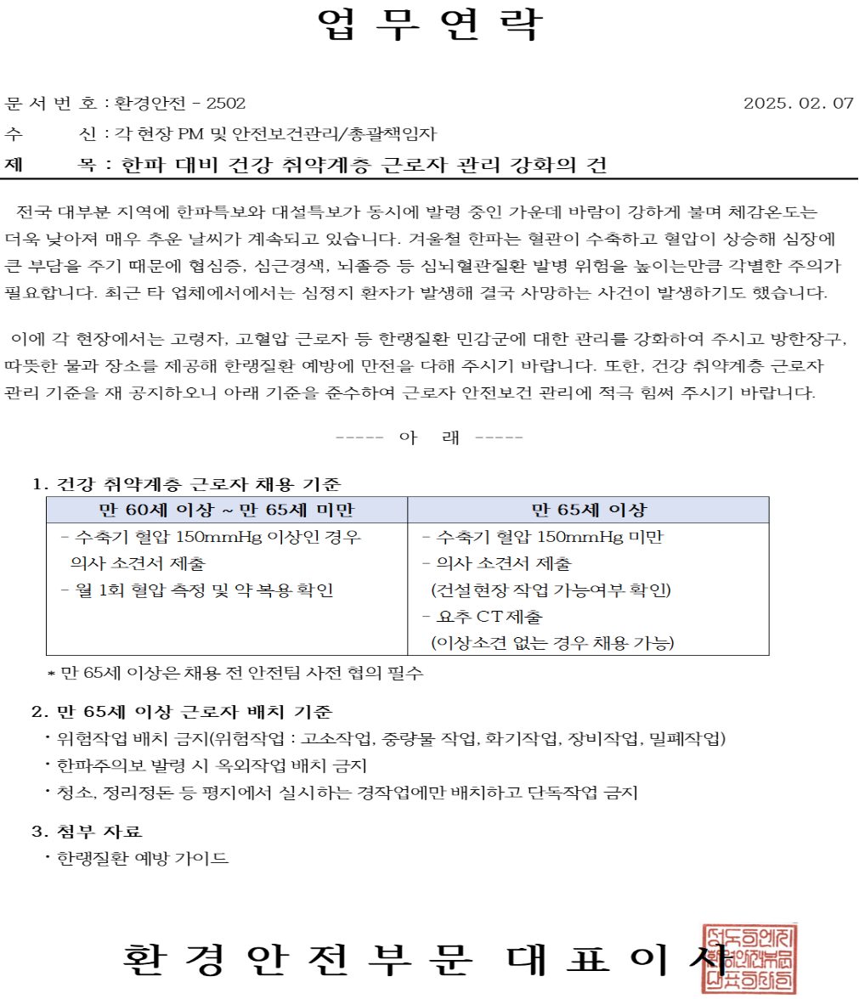 업 무 연 락
문 서 번 호 : 환경안전 - 2502 2025. 02. 07
수 신 : 각 현장 PM 및 안전보건관리/총괄책임자
제 목 : 한파 대비 건강 취약계층 근로자 관리 강화의 건
전국 대부분 지역에 한파특보와 대설특보가 동시에 발령 중인 가운데 바람이 강하게 불며 체감온도는
더욱 낮아져 매우 추운 날씨가 계속되고 있습니다. 겨울철 한파는 혈관이 수축하고 혈압이 상승해 심장에
큰 부담을 주기 때문에 협심증, 심근경색, 뇌졸증 등 심뇌혈관질환 발병 위험을 높이는만큼 각별한 주의가
필요합니다. 최근 타 업체에서에서는 심정지 환자가 발생해 결국 사망하는 사건이 발생하기도 했습니다.
이에 각 현장에서는 고령자, 고혈압 근로자 등 한랭질환 민감군에 대한 관리를 강화하여 주시고 방한장구,
따뜻한 물과 장소를 제공해 한랭질환 예방에 만전을 다해 주시기 바랍니다. 또한, 건강 취약계층 근로자
관리 기준을 재 공지하오니 아래 기준을 준수하여 근로자 안전보건 관리에 적극 힘써 주시기 바랍니다.
----- 아 래 -----
1. 건강 취약계층 근로자 채용 기준
만 60세 이상 ~ 만 65세 미만
- 수축기 혈압 150mmHg 이상인 경우
의사 소견서 제출
- 월 1회 혈압 측정 및 약 복용 확인
만 65세 이상
- 수축기 혈압 150mmHg 미만
- 의사 소견서 제출
(건설현장 작업 가능여부 확인)
- 요추 CT 제출
(이상소견 없는 경우 채용 가능)
* 만 65세 이상은 채용 전 안전팀 사전 협의 필수
2. 만 65세 이상 근로자 배치 기준
· 위험작업 배치 금지(위험작업 : 고소작업, 중량물 작업, 화기작업, 장비작업, 밀폐작업)
· 한파주의보 발령 시 옥외작업 배치 금지
· 청소, 정리정돈 등 평지에서 실시하는 경작업에만 배치하고 단독작업 금지
3. 첨부 자료
· 한랭질환 예방 가이드
환 경 안 전 부 문 대 표 이 사